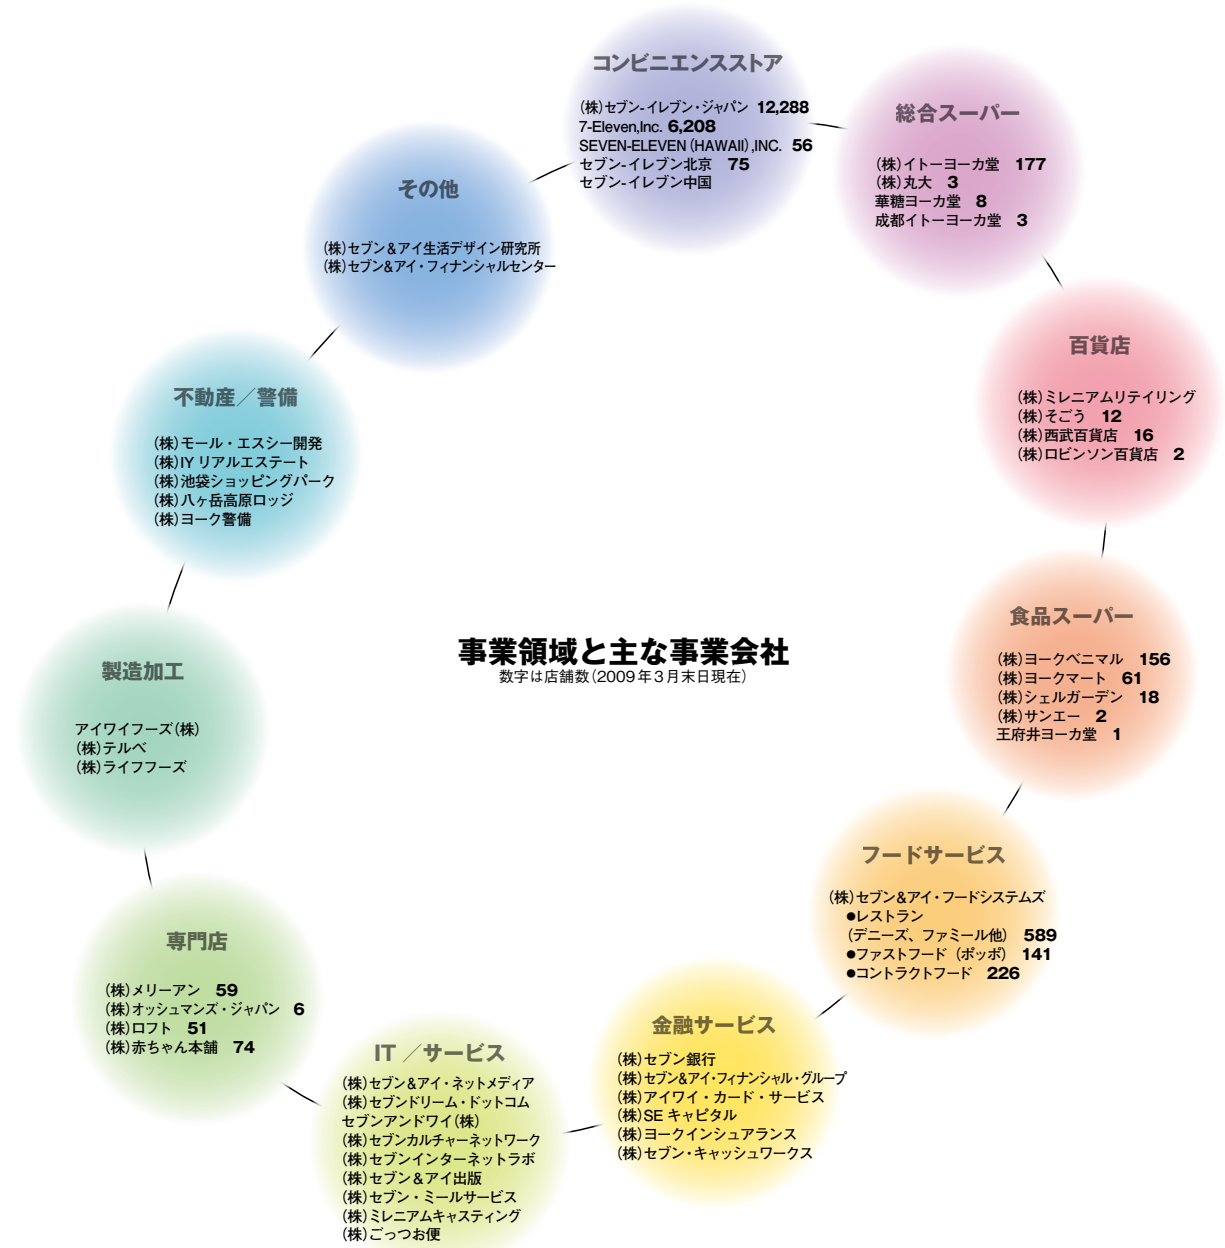 事業領域と主な事業会社
数字は店舗数(2009年3月末日現在)
コンビニエンスストア
(株)セブン-イレブン・ジャパン 12,288
7-Eleven,Inc. 6,208
SEVEN-ELEVEN (HAWAII),INC. 56
セブン-イレブン北京 75
セブン-イレブン中国
総合スーパー
(株)イトーヨーカ堂 177
(株)丸大 3
華糖ヨーカ堂 8
成都イトーヨーカ堂 3
百貨店
(株)ミレニアムリテイリング
(株)そごう 12
(株)西武百貨店 16
(株)ロビンソン百貨店 2
食品スーパー
(株)ヨークベニマル 156
(株)ヨークマート 61
(株)シェルガーデン 18
(株)サンエー 2
王府井ヨーカ堂 1
フードサービス
(株)セブン&アイ・フードシステムズ
●レストラン
(デニーズ、ファミール他) 589
●ファストフード(ポッポ) 141
●コントラクトフード 226
金融サービス
(株)セブン銀行
(株)セブン&アイ・フィナンシャル・グループ
(株)アイワイ・カード・サービス
(株)SEキャピタル
(株)ヨークインシュアランス
(株)セブン・キャッシュワークス
IT／サービス
(株)セブン&アイ・ネットメディア
(株)セブンドリーム・ドットコム
セブンアンドワイ(株)
(株)セブンカルチャーネットワーク
(株)セブンインターネットラボ
(株)セブン&アイ出版
(株)セブン・ミールサービス
(株)ミレニアムキャスティング
(株)ごっつお便
専門店
(株)メリーアン 59
(株)オッシュマンズ・ジャパン 6
(株)ロフト 51
(株)赤ちゃん本舗 74
製造加工
アイワイフーズ(株)
(株)テルベ
(株)ライフフーズ
不動産／警備
(株)モール・エスシー開発
(株)IYリアルエステート
(株)池袋ショッピングパーク
(株)八ヶ岳高原ロッジ
(株)ヨーク警備
その他
(株)セブン&アイ生活デザイン研究所
(株)セブン&アイ・フィナンシャルセンター